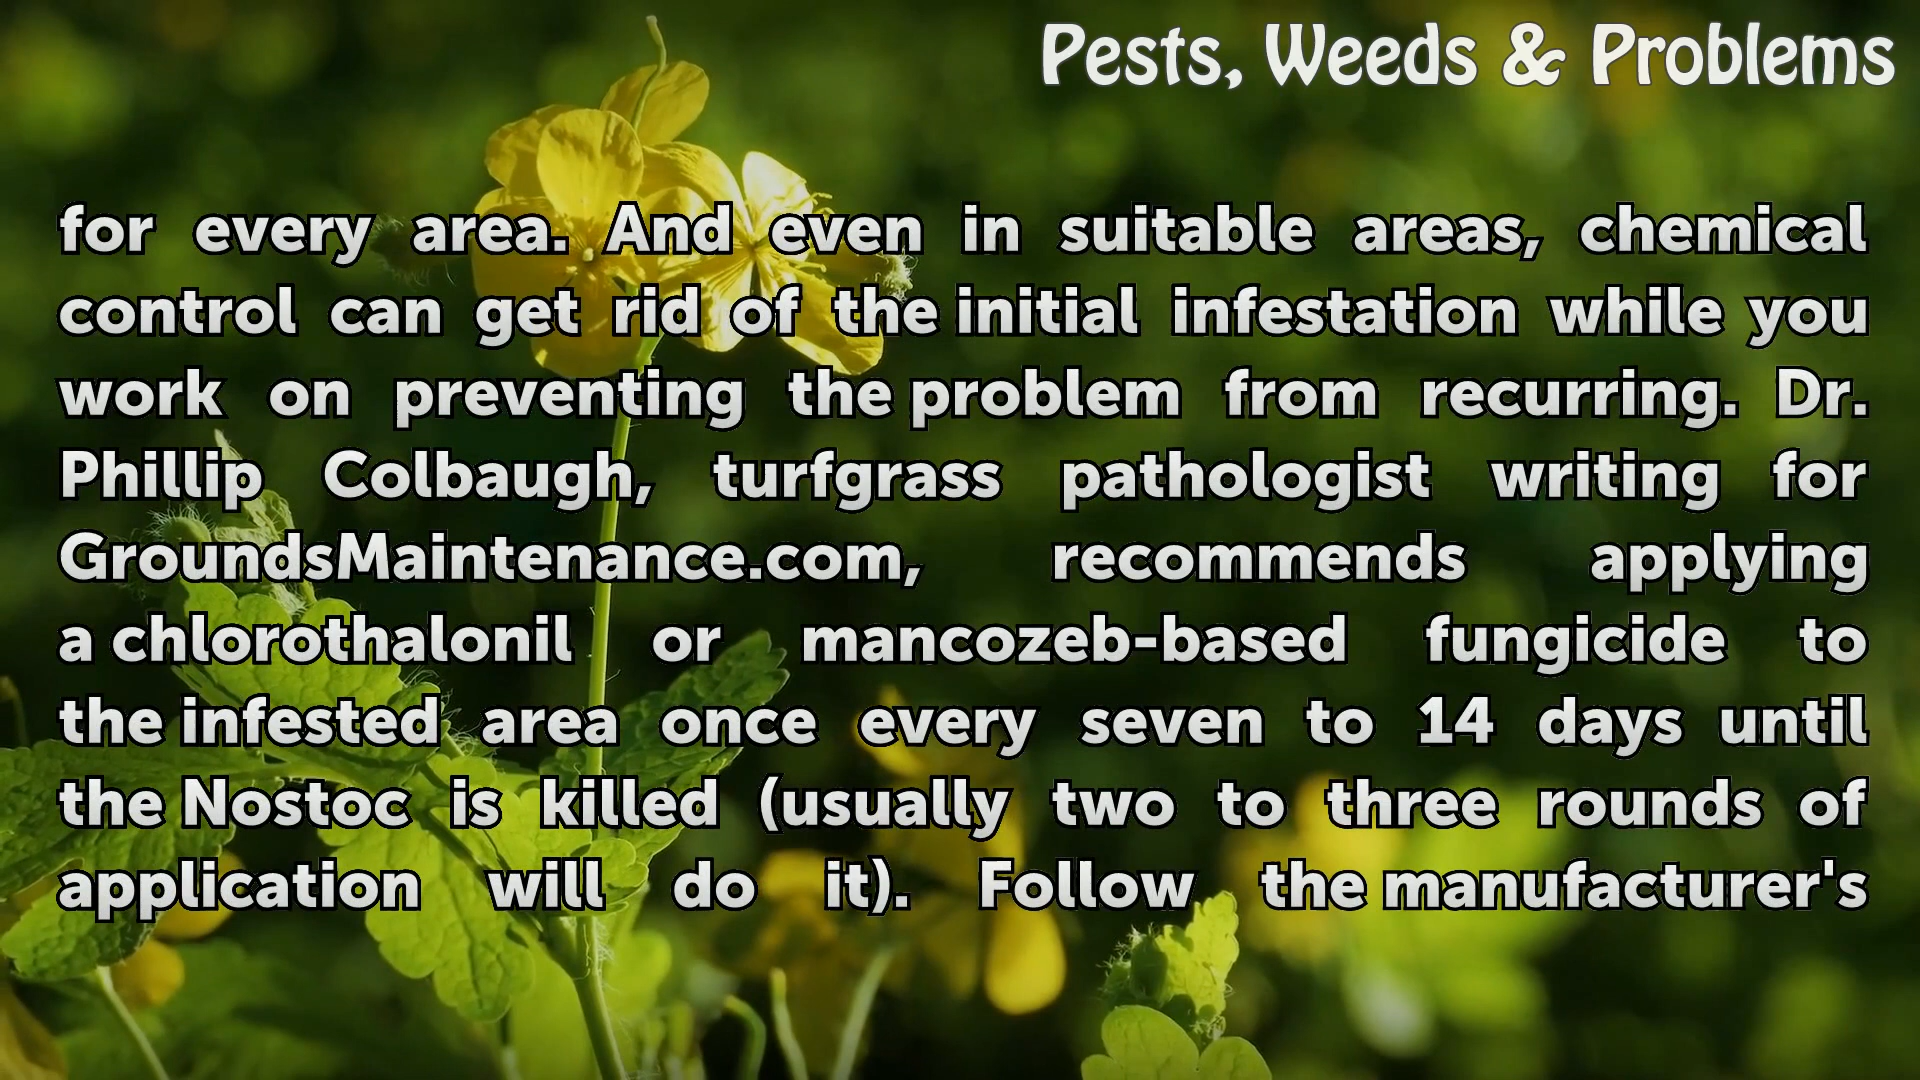 Pests, Weeds & Problems
for every area. And even in suitable areas, chemical
control can get rid of the initial infestation while you
work on preventing the problem from recurring. Dr.
Phillip Colbaugh, turfgrass pathologist writing for
GroundsMaintenance.com, recommends applying
a chlorothalonil or mancozeb-based fungicide to
the infested area once every seven to 14 days until
the Nostoc is killed (usually two to three rounds of
application will do it). Follow the manufacturer's